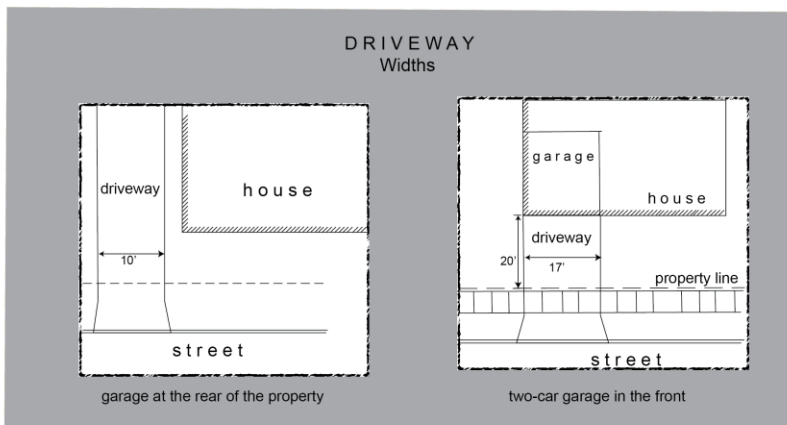 DRIVEWAY
Widths
driveway
house
10'
street
garage at the rear of the property
garage
house
driveway
20'
17'
property line
street
two-car garage in the front